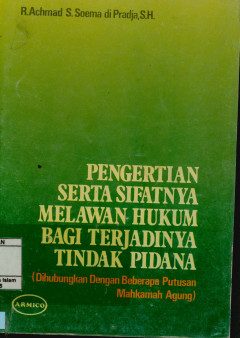 R.Achmad S.Soema di Pradja,S.H.
PENGERTIAN
SERTA SIFATNYA
MELAWAN HUKUM
BAGI TERJADINYA
TINDAK PIDANA
(Dihubungkan Dengan Beberapa Putusan
Mahkamah Agung)
ARMICO